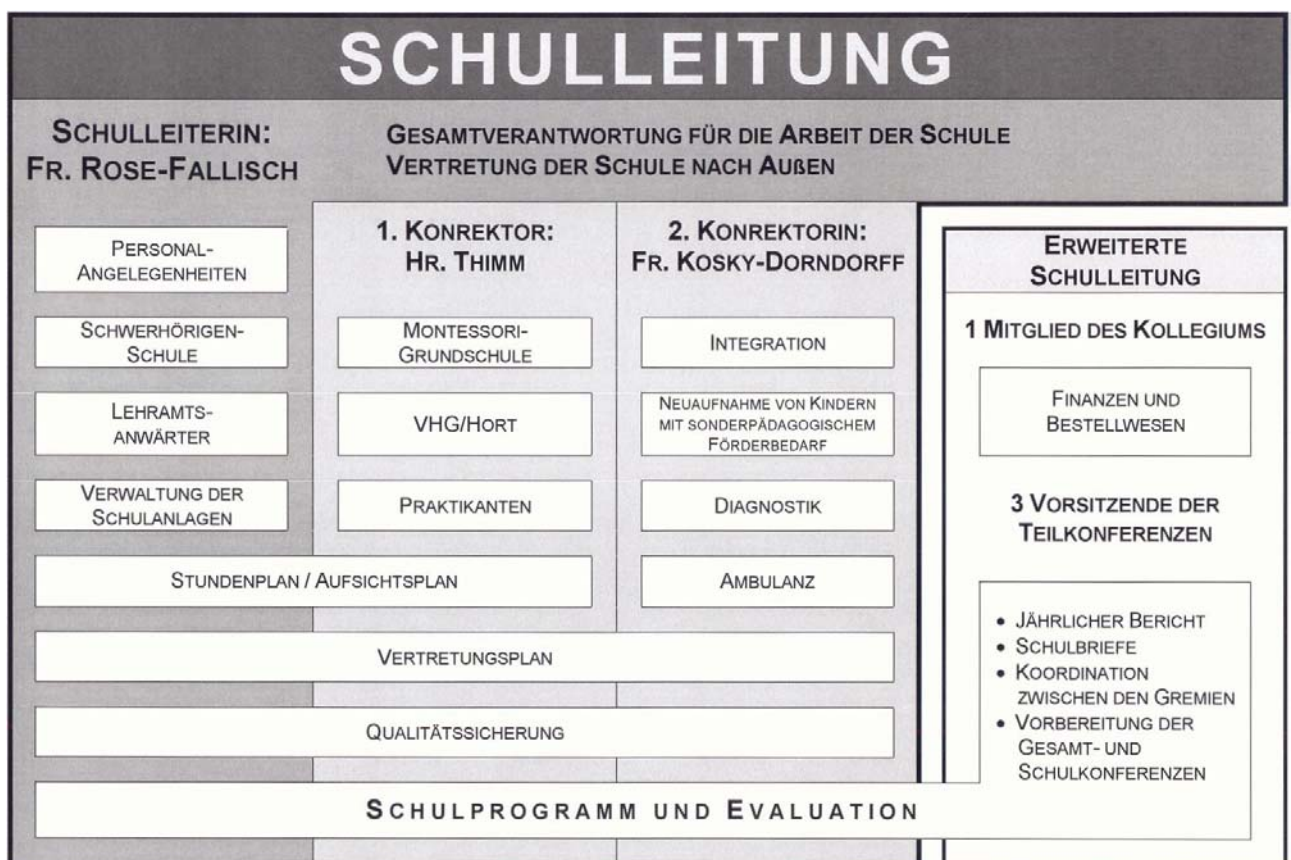 SCHULLEITUNG
SCHULLEITERIN:
FR. ROSE-FALLISCH
GESAMTVERANTWORTUNG FÜR DIE ARBEIT DER SCHULE
VERTRETUNG DER SCHULE NACH AUßEN
PERSONAL-
ANGELEGENHEITEN
SCHWERHÖRIGEN-
SCHULE
LEHRAMTS-
ANWÄRTER
VERWALTUNG DER
SCHULANLAGEN
1. KONREKTOR:
HR. THIMM
MONTESSORI-
GRUNDSCHULE
VHG/HORT
PRAKTIKANTEN
STUNDENPLAN / AUFSICHTSPLAN
2. KONREKTORIN:
FR. KOSKY-DORNDORFF
INTEGRATION
NEUAUFNAHME VON KINDERN
MIT SONDERPÄDAGOGISCHEM
FÖRDERBEDARF
DIAGNOSTIK
AMBULANZ
VERTRETUNGSPLAN
QUALITÄTSSICHERUNG
ERWEITERTE
SCHULLEITUNG
1 MITGLIED DES KOLLEGIUMS
FINANZEN UND
BESTELLWESEN
3 VORSITZENDE DER
TEILKONFERENZEN
• JÄHRLICHER BERICHT
• SCHULBRIEFE
• KOORDINATION
ZWISCHEN DEN GREMIEN
• VORBEREITUNG DER
GESAMT- UND
SCHULKONFERENZEN
SCHULPROGRAMM UND EVALUATION